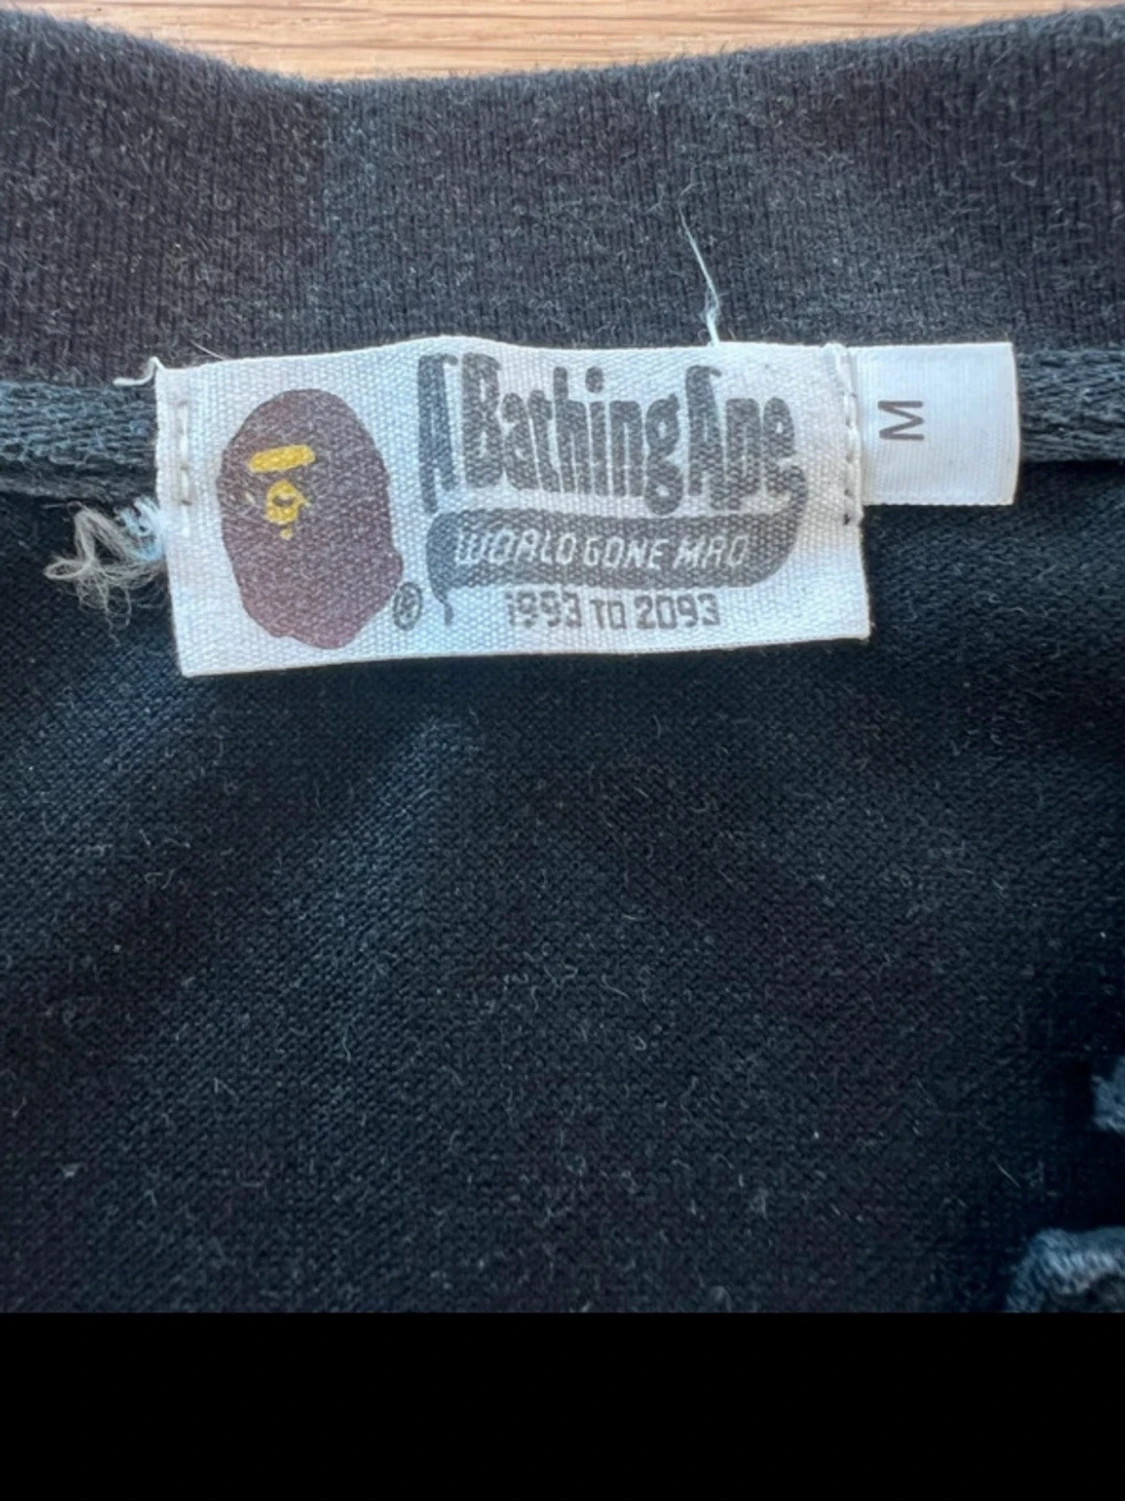 A Bathing Ape
WORLD GONE MAD
1993 TO 2093
®
M